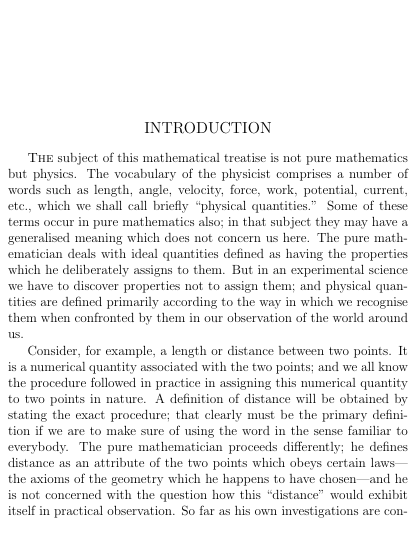 INTRODUCTION
The subject of this mathematical treatise is not pure mathematics
but physics. The vocabulary of the physicist comprises a number of
words such as length, angle, velocity, force, work, potential, current,
etc., which we shall call briefly “physical quantities.” Some of these
terms occur in pure mathematics also; in that subject they may have a
generalised meaning which does not concern us here. The pure math-
ematician deals with ideal quantities defined as having the properties
which he deliberately assigns to them. But in an experimental science
we have to discover properties not to assign them; and physical quan-
tities are defined primarily according to the way in which we recognise
them when confronted by them in our observation of the world around
us.
Consider, for example, a length or distance between two points. It
is a numerical quantity associated with the two points; and we all know
the procedure followed in practice in assigning this numerical quantity
to two points in nature. A definition of distance will be obtained by
stating the exact procedure; that clearly must be the primary defini-
tion if we are to make sure of using the word in the sense familiar to
everybody. The pure mathematician proceeds differently; he defines
distance as an attribute of the two points which obeys certain laws—
the axioms of the geometry which he happens to have chosen—and he
is not concerned with the question how this “distance” would exhibit
itself in practical observation. So far as his own investigations are con-